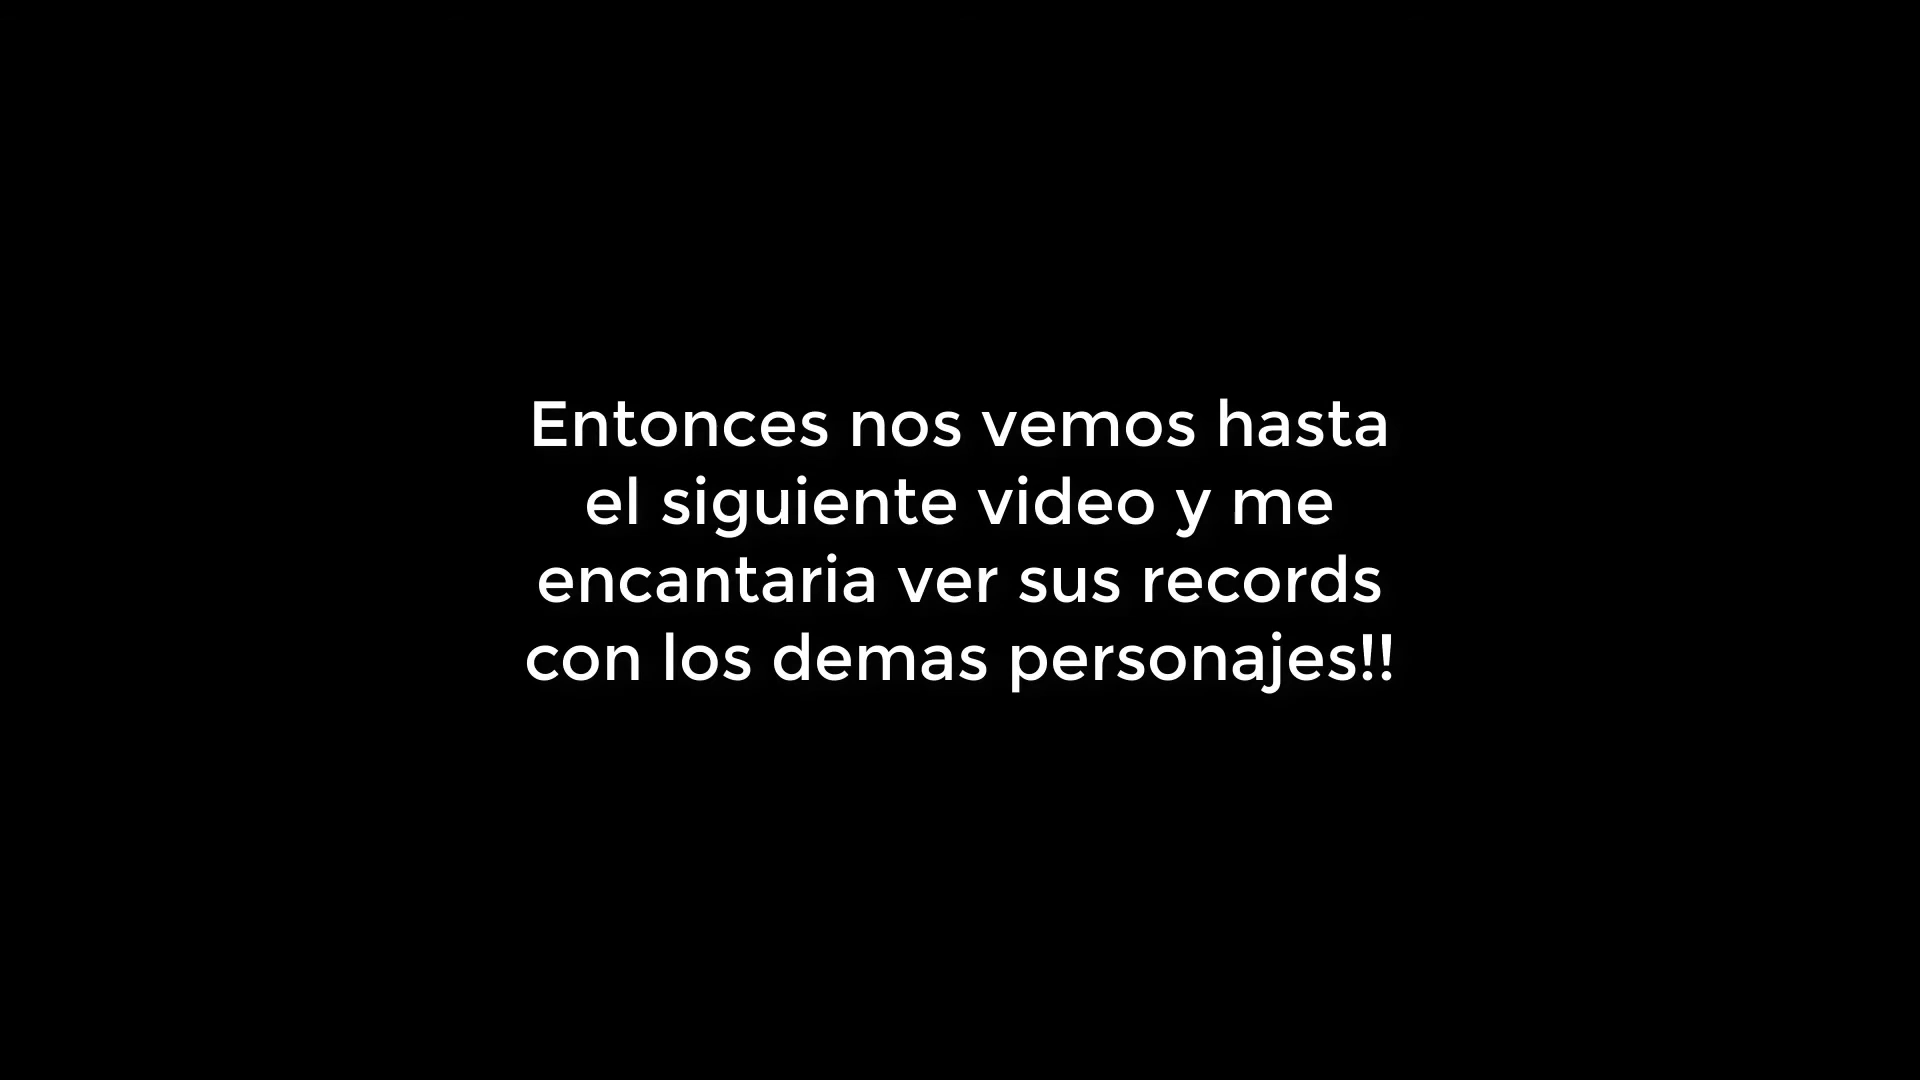 Entonces nos vemos hasta
el siguiente video y me
encantaria ver sus records
con los demas personajes!!